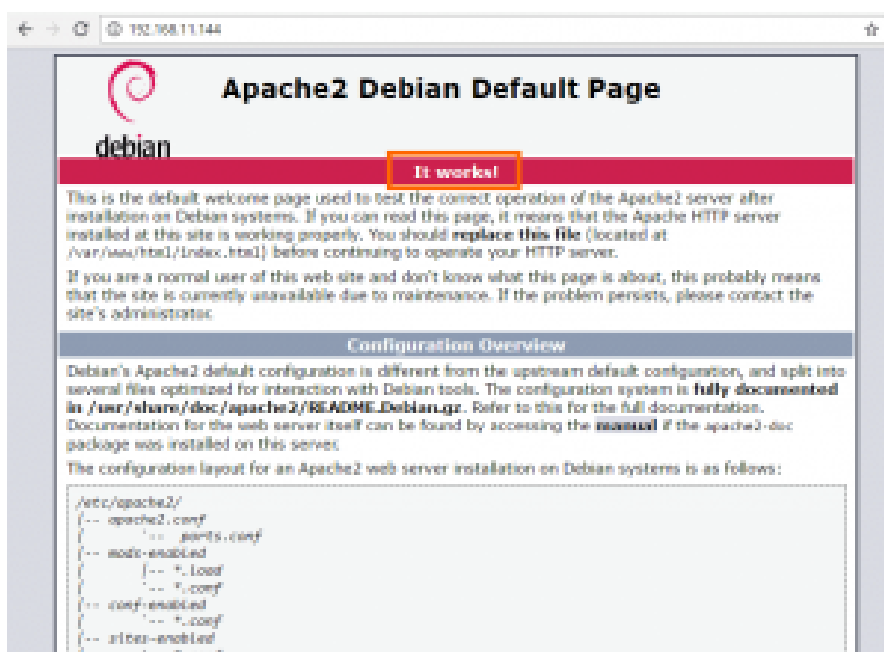 192.168.11.144
Apache2 Debian Default Page
debian
It works!
This is the default welcome page used to test the correct operation of the Apache2 server after
installation on Debian systems. If you can read this page, it means that the Apache HTTP server
installed at this site is working properly. You should replace this file (located at
/var/www/html/index.html) before continuing to operate your HTTP server.
If you are a normal user of this web site and don't know what this page is about, this probably means
that the site is currently unavailable due to maintenance. If the problem persists, please contact the
site's administrator.
Configuration Overview
Debian's Apache2 default configuration is different from the upstream default configuration, and split into
several files optimized for interaction with Debian tools. The configuration system is fully documented
in /usr/share/doc/apache2/README.Debian.gz. Refer to this for the full documentation.
Documentation for the web server itself can be found by accessing the manual if the apache2-doc
package was installed on this server.
The configuration layout for an Apache2 web server installation on Debian systems is as follows:
/etc/apache2/
|-- apache2.conf
|       `-- ports.conf
|-- mods-enabled
|       |-- *.load
|       `-- *.conf
|-- conf-enabled
|       `-- *.conf
|-- sites-enabled